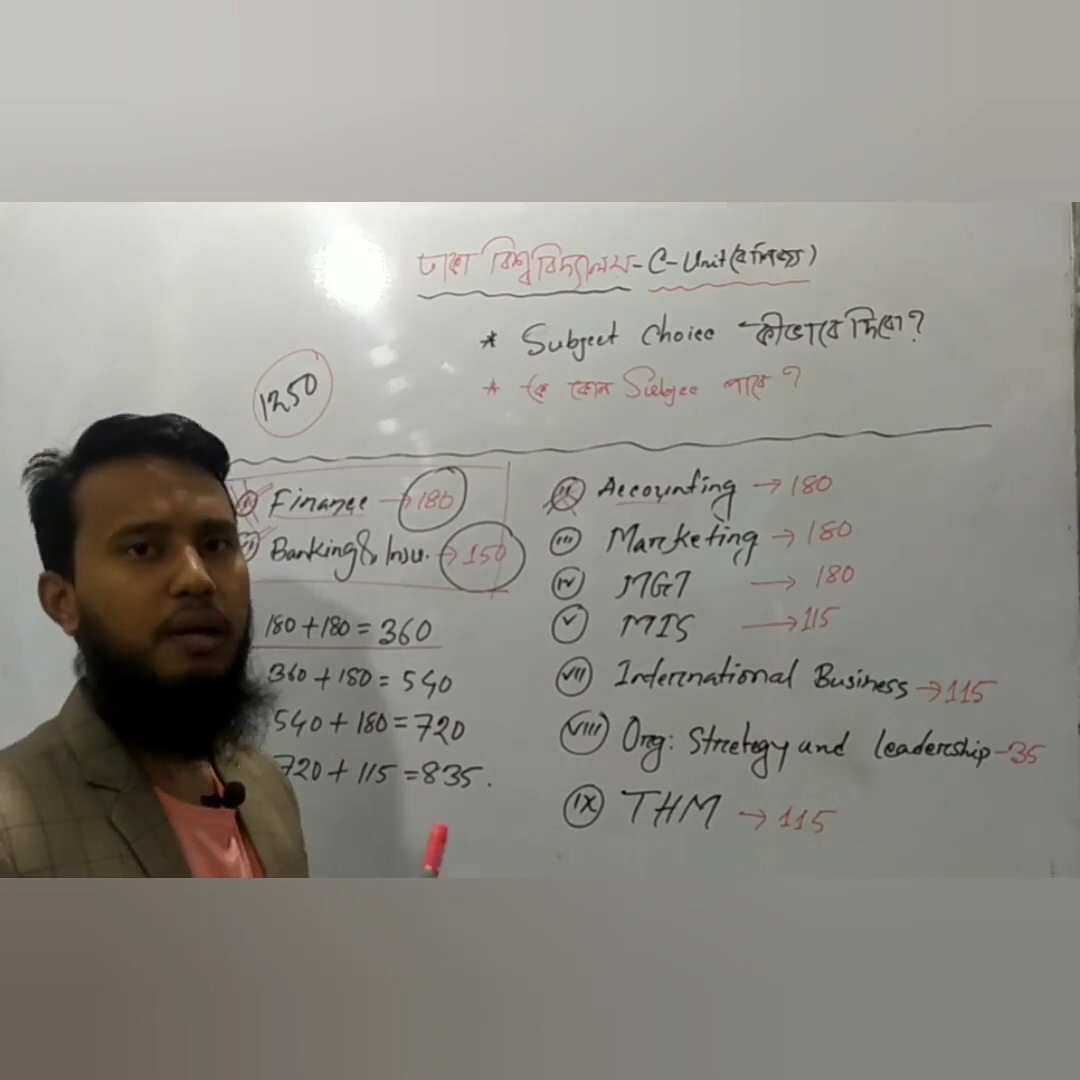 ঢাকা বিশ্ববিদ্যালয় - C-Unit (বাণিজ্য)
* Subject Choice কীভাবে দিবো?
* কে কোন Subjec পাবে?
1250
Finance → 180
Banking & Insu. → 150
180 + 180 = 360
360 + 180 = 540
540 + 180 = 720
720 + 115 = 835.
Accounting → 180
(iii) Marketing → 180
(iv) MGT → 180
(v) MIS → 115
(vii) International Business → 115
(viii) Org: Stretegy and leadership - 35
(ix) THM → 115